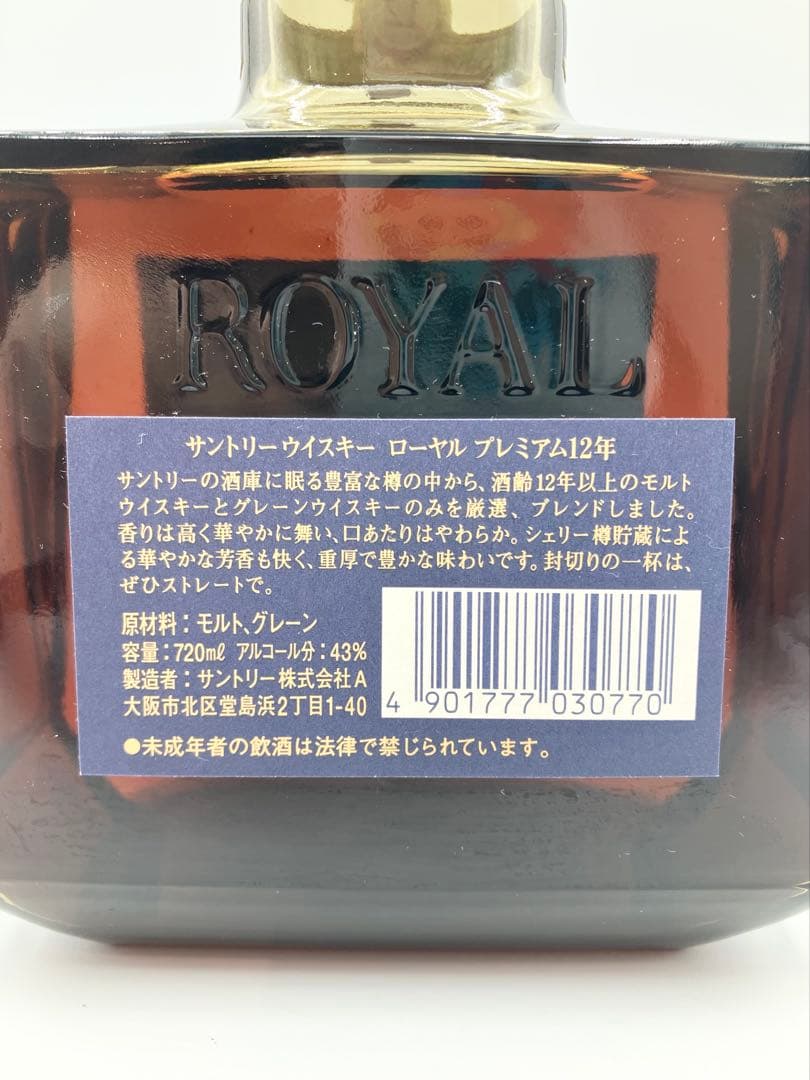 ROYAL
サントリーウイスキー ローヤル プレミアム12年
サントリーの酒庫に眠る豊富な樽の中から、酒齢12年以上のモルト
ウイスキーとグレーンウイスキーのみを厳選、ブレンドしました。
香りは高く華やかに舞い、口あたりはやわらか。シェリー樽貯蔵によ
る華やかな芳香も快く、重厚で豊かな味わいです。封切りの一杯は、
ぜひストレートで。
原材料：モルト、グレーン
容量：720mℓ アルコール分：43%
製造者：サントリー株式会社A
大阪市北区堂島浜2丁目1-40
4 901777 030770
●未成年者の飲酒は法律で禁じられています。